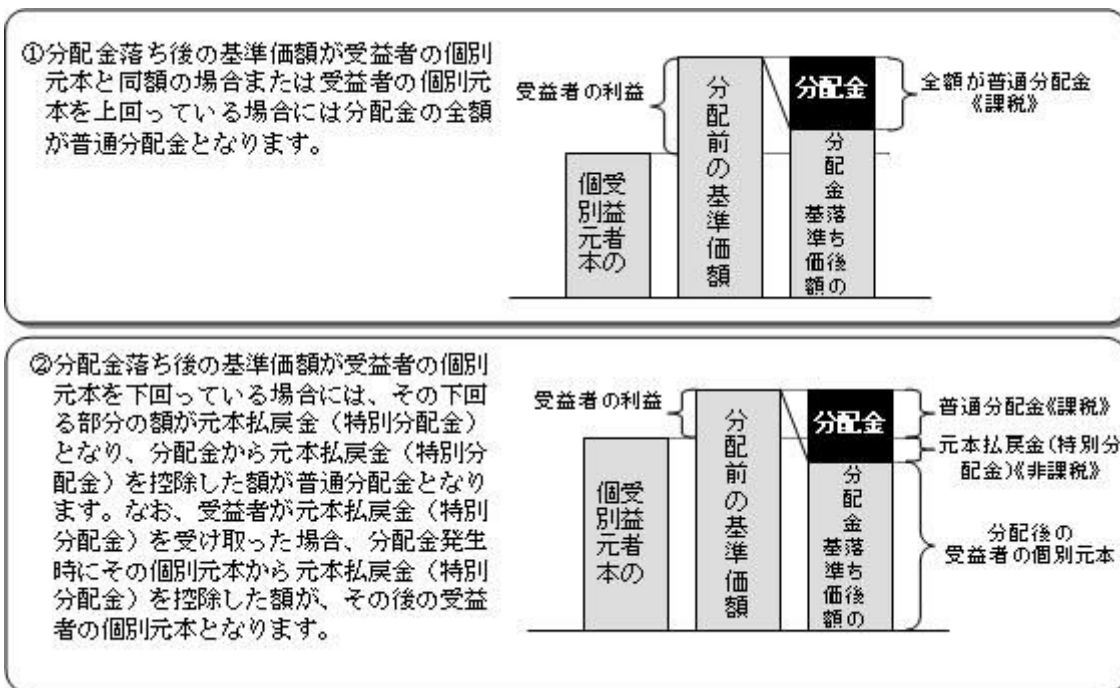 ①分配金落ち後の基準価額が受益者の個別
元本と同額の場合または受益者の個別元
本を上回っている場合には分配金の全額
が普通分配金となります。
受益者の利益
受益者の
個別元本
分配前の基準価額
分配金
分配金落ち後の
基準価額
全額が普通分配金
《課税》
②分配金落ち後の基準価額が受益者の個別
元本を下回っている場合には、その下回
る部分の額が元本払戻金（特別分配金）
となり、分配金から元本払戻金（特別分
配金）を控除した額が普通分配金となり
ます。なお、受益者が元本払戻金（特別
分配金）を受け取った場合、分配金発生
時にその個別元本から元本払戻金（特別
分配金）を控除した額が、その後の受益
者の個別元本となります。
受益者の利益
受益者の
個別元本
分配前の基準価額
分配金
分配金落ち後の
基準価額
普通分配金《課税》
元本払戻金(特別分
配金)《非課税》
分配後の
受益者の個別元本